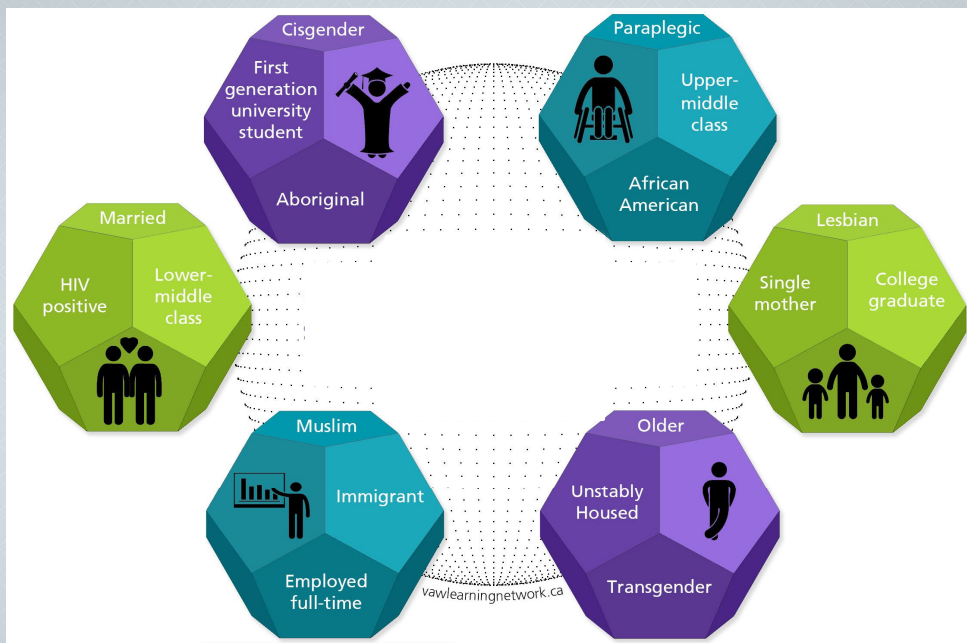 Cisgender
First
generation
university
student
Aboriginal
Paraplegic
Upper-
middle
class
African
American
Married
HIV
positive
Lower-
middle
class
Lesbian
Single
mother
College
graduate
Muslim
Immigrant
Employed
full-time
Older
Unstably
Housed
Transgender
vawlearningnetwork.ca